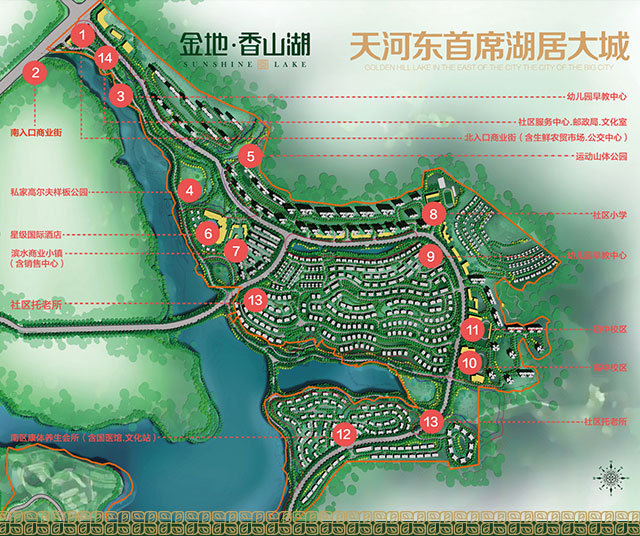 金地·香山湖
SUNSHINE LAKE
天河东首席湖居大城
GOLDEN HILL LAKE IN THE EAST OF THE CITY THE CITY OF THE BIG CITY
1
2
14
3
南入口商业街
幼儿园早教中心
社区服务中心.邮政局.文化室
北入口商业街（含生鲜农贸市场.公交中心）
运动山体公园
5
4
私家高尔夫样板公园
8
社区小学
星级国际酒店
6
滨水商业小镇
（含销售中心）
7
9
幼儿园早教中心
社区托老所
13
11
校区
10
校区
13
社区托老所
12
南区康体养生会所（含国医馆.文化站）